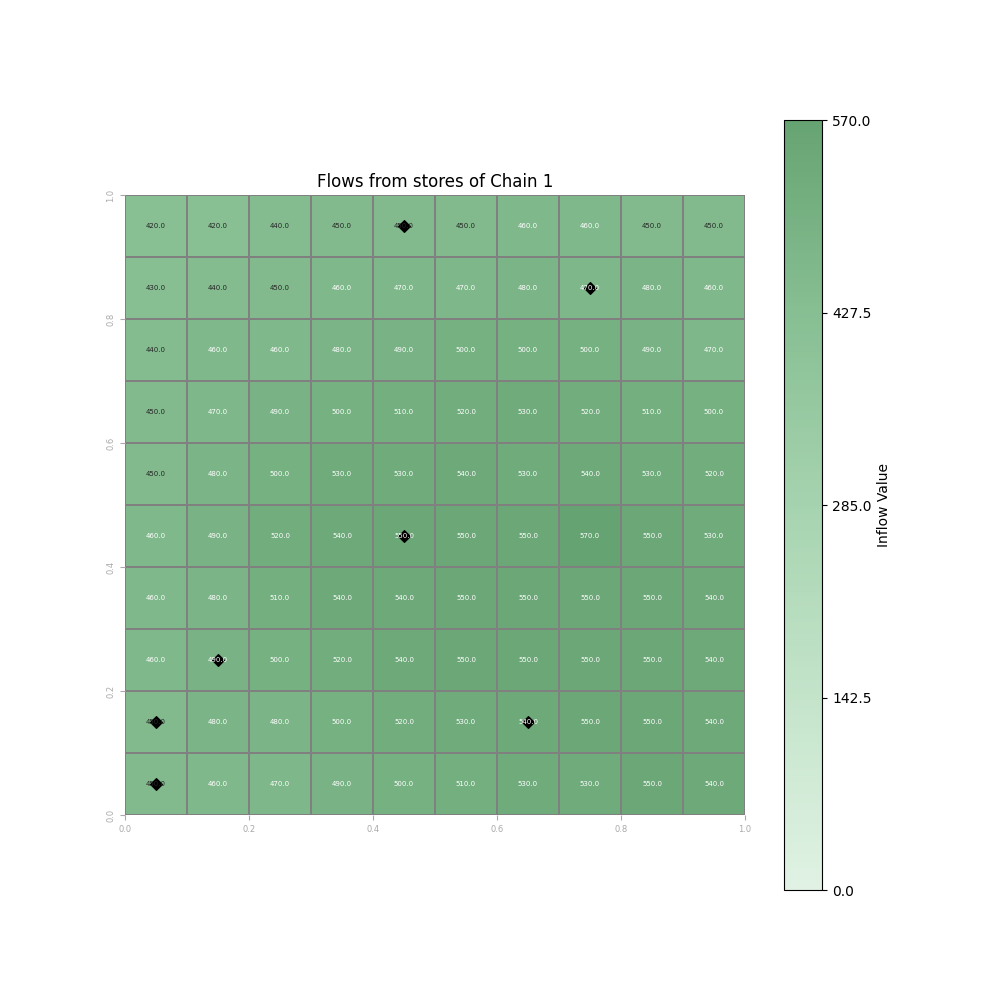 Flows from stores of Chain 1
570.0
427.5
285.0
142.5
0.0
Inflow Value
1.0
0.8
0.6
0.4
0.2
0.0
420.0 420.0 440.0 450.0 450.0 460.0 460.0 450.0 450.0
430.0 440.0 450.0 460.0 470.0 470.0 480.0 470.0 480.0 460.0
440.0 460.0 460.0 480.0 490.0 500.0 500.0 500.0 490.0 470.0
450.0 470.0 490.0 500.0 510.0 520.0 530.0 520.0 510.0 500.0
450.0 480.0 500.0 530.0 530.0 540.0 530.0 540.0 530.0 520.0
460.0 490.0 520.0 540.0 550.0 550.0 550.0 570.0 550.0 530.0
460.0 480.0 510.0 540.0 540.0 550.0 550.0 550.0 550.0 540.0
460.0 490.0 500.0 520.0 540.0 550.0 550.0 550.0 550.0 540.0
480.0 480.0 500.0 520.0 530.0 540.0 550.0 550.0 540.0
460.0 470.0 490.0 500.0 510.0 530.0 530.0 550.0 540.0
0.0 0.2 0.4 0.6 0.8 1.0